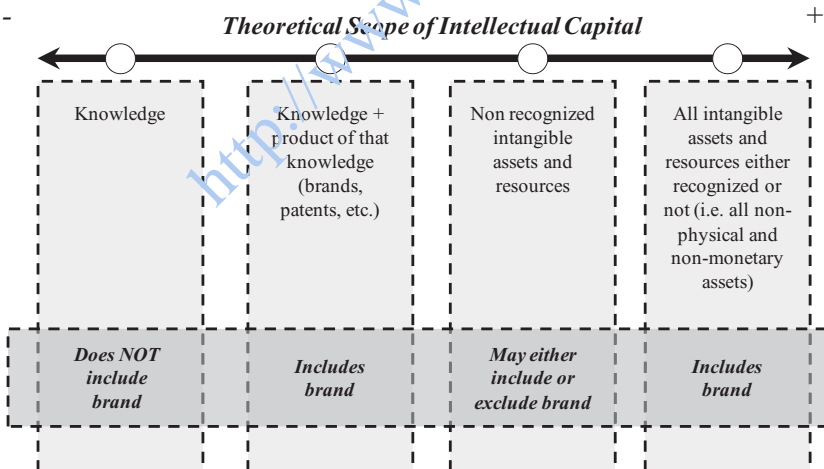 -
Theoretical Scope of Intellectual Capital
+
Knowledge
Knowledge +
product of that
knowledge
(brands,
patents, etc.)
Non recognized
intangible
assets and
resources
All intangible
assets and
resources either
recognized or
not (i.e. all non-
physical and
non-monetary
assets)
Does NOT
include
brand
Includes
brand
May either
include or
exclude brand
Includes
brand
http://www